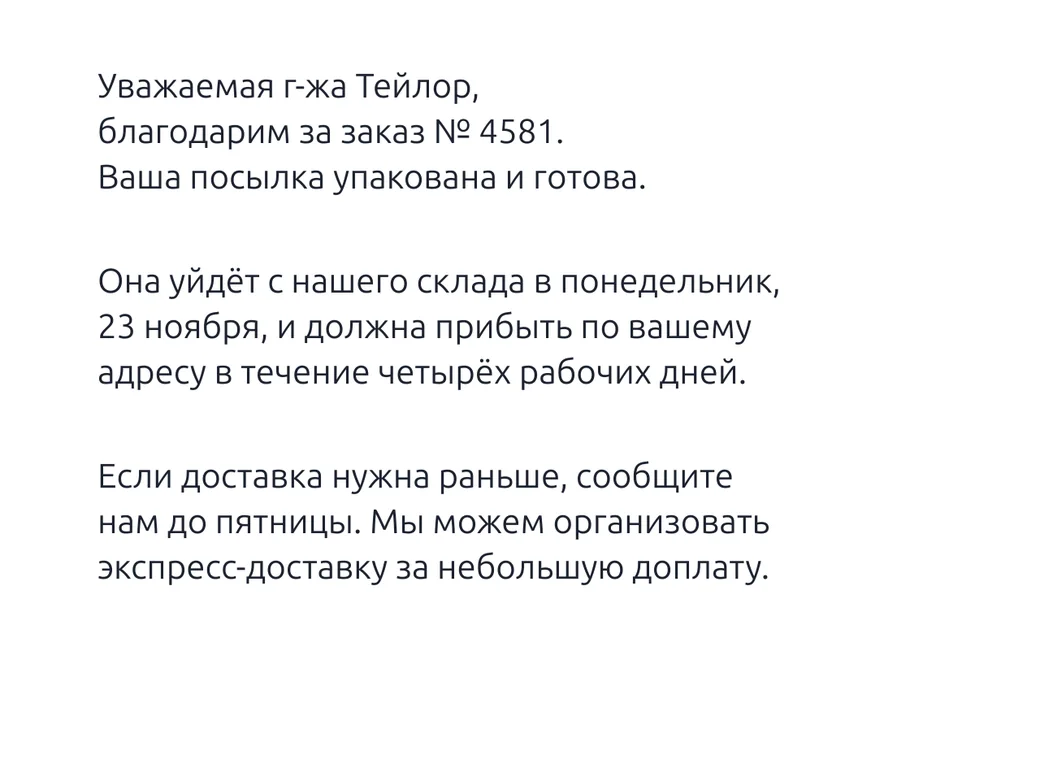 Уважаемая г-жа Тейлор,
благодарим за заказ № 4581.
Ваша посылка упакована и готова.
Она уйдёт с нашего склада в понедельник,
23 ноября, и должна прибыть по вашему
адресу в течение четырёх рабочих дней.
Если доставка нужна раньше, сообщите
нам до пятницы. Мы можем организовать
экспресс-доставку за небольшую доплату.